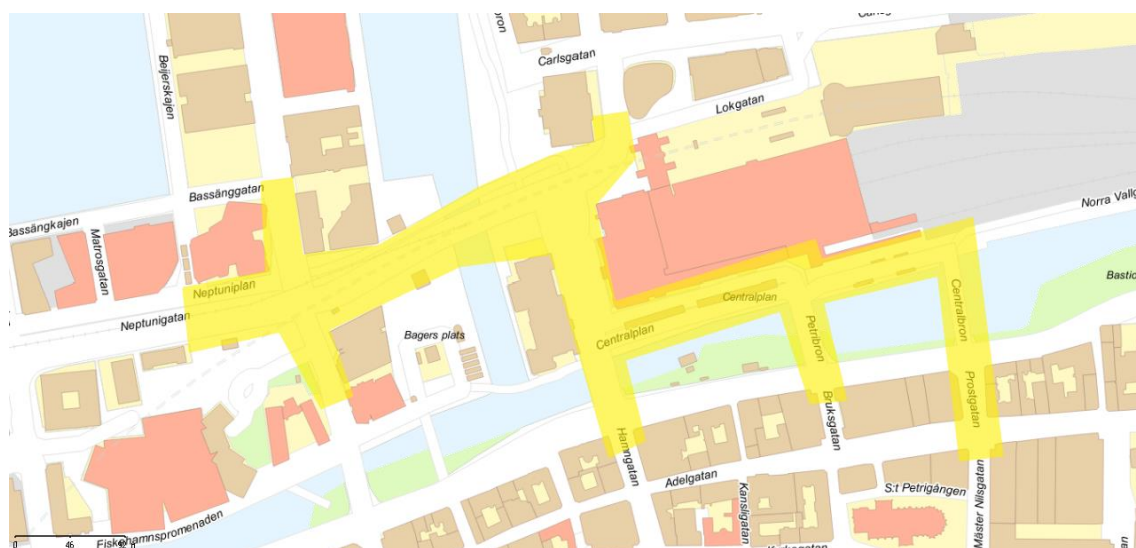 Carlsgatan
Beijerskajen
Lokgatan
Bassänggatan
Bassängkajen
Matrosgatan
Norra Vallg
Neptuniplan
Neptunigatan
Centralplan
Centralplan
Bastio
Bagers plats
Petribron
Centralbron
Prostgatan
Bruksgatan
Hamngatan
Adelgatan
S:t Petrigången
Kansligatan
Mäster Nilsgatan
Fiskehamnspromenaden
0
46